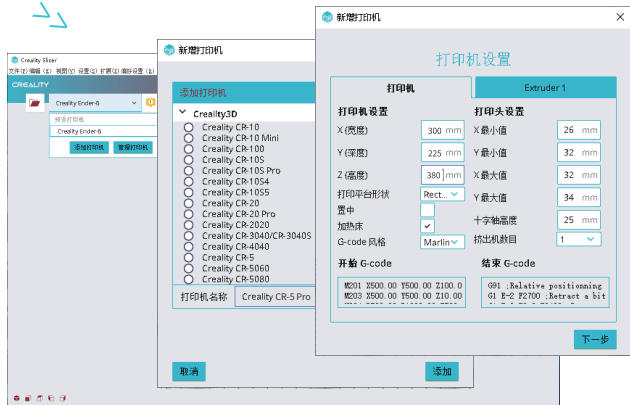 Creality Slicer
文件(F) 编辑 (E) 视图(V) 设置(S) 扩展(X) 偏好设置 (R)
CREALITY
Creality Ender-6
预设打印机
Creality Ender-6
添加打印机
管理打印机
新增打印机
添加打印机
Creality3D
Creality CR-10
Creality CR-10 Mini
Creality CR-100
Creality CR-10S
Creality CR-10S Pro
Creality CR-10S4
Creality CR-10S5
Creality CR-20
Creality CR-20 Pro
Creality CR-2020
Creality CR-3040/CR-3040S
Creality CR-4040
Creality CR-5
Creality CR-5060
Creality CR-5080
打印机名称 Creality CR-5 Pro
取消
添加
新增打印机
打印机设置
打印机
Extruder 1
打印机设置
X (宽度) 300 mm
Y (深度) 225 mm
Z (高度) 380 mm
打印平台形状 Rect...
置中
加热床
G-code 风格 Marlin
打印头设置
X 最小值 26 mm
Y 最小值 32 mm
X 最大值 32 mm
Y 最大值 34 mm
十字轴高度 25 mm
挤出机数目 1
开始 G-code
M201 X500.00 Y500.00 Z100.0
M203 X500.00 Y500.00 Z10.00
结束 G-code
G91 ;Relative positionning
G1 E-2 F2700 ;Retract a bit
下一步